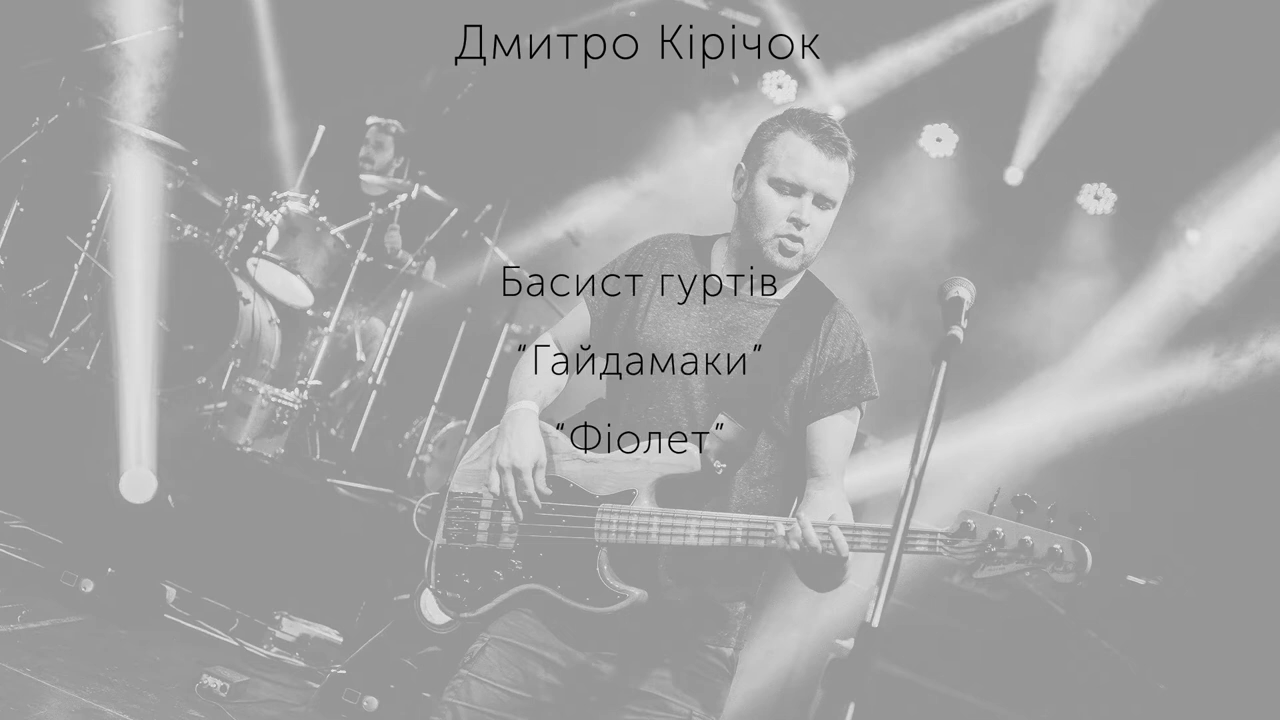 Дмитро Кірічок
Басист гуртів
“Гайдамаки”
“Фіолет”